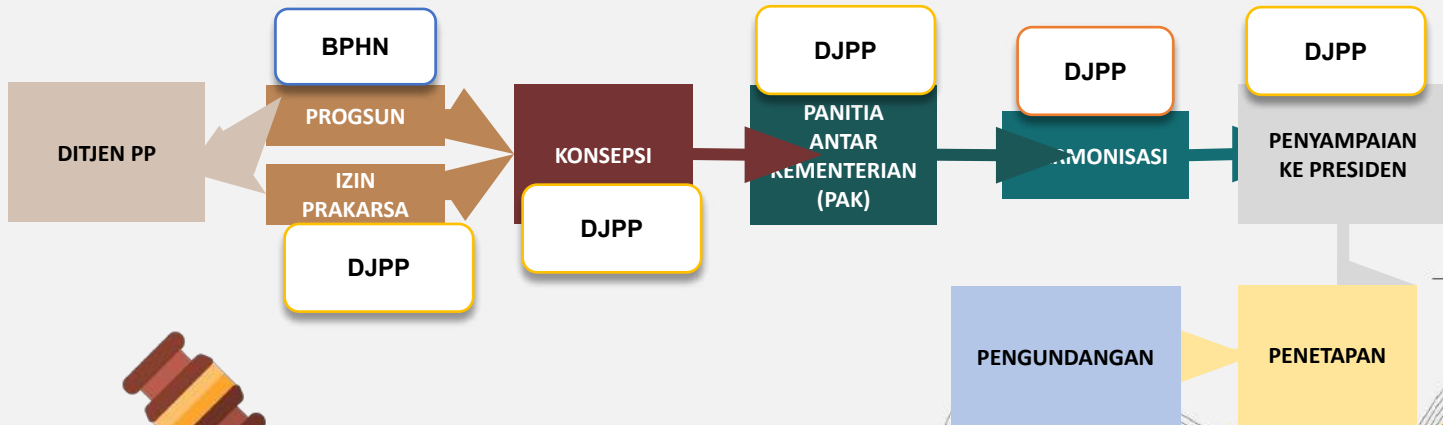 BPHN
DJPP
DJPP
DJPP
DITJEN PP
PROGSUN
IZIN
PRAKARSA
DJPP
KONSEPSI
DJPP
PANITIA
ANTAR
KEMENTERIAN
(PAK)
RMONISASI
PENYAMPAIAN
KE PRESIDEN
PENGUNDANGAN
PENETAPAN